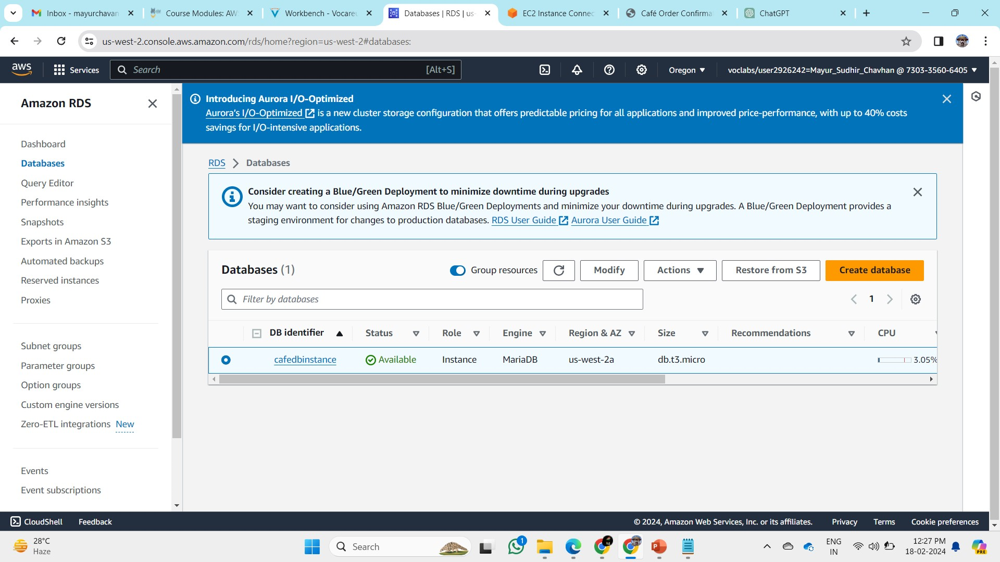 Inbox - mayurchavan
Course Modules: AW
Workbench - Vocareu
Databases | RDS | us-
EC2 Instance Connec
Café Order Confirma
ChatGPT
us-west-2.console.aws.amazon.com/rds/home?region=us-west-2#databases:
aws
Services
Search
[Alt+S]
Oregon
voclabs/user2926242=Mayur_Sudhir_Chavhan @ 7303-3560-6405
Amazon RDS
Dashboard
Databases
Query Editor
Performance insights
Snapshots
Exports in Amazon S3
Automated backups
Reserved instances
Proxies
Subnet groups
Parameter groups
Option groups
Custom engine versions
Zero-ETL integrations New
Events
Event subscriptions
Introducing Aurora I/O-Optimized
Aurora's I/O-Optimized is a new cluster storage configuration that offers predictable pricing for all applications and improved price-performance, with up to 40% costs
savings for I/O-intensive applications.
RDS > Databases
Consider creating a Blue/Green Deployment to minimize downtime during upgrades
You may want to consider using Amazon RDS Blue/Green Deployments and minimize your downtime during upgrades. A Blue/Green Deployment provides a
staging environment for changes to production databases. RDS User Guide Aurora User Guide
Databases (1)
Group resources
Modify
Actions
Restore from S3
Create database
Filter by databases
1
DB identifier Status Role Engine Region & AZ Size Recommendations CPU
cafedbinstance Available Instance MariaDB us-west-2a db.t3.micro 3.05%
CloudShell
Feedback
© 2024, Amazon Web Services, Inc. or its affiliates.
Privacy
Terms
Cookie preferences
28°C
Haze
Search
1
ENG
IN
12:27 PM
18-02-2024
PRE